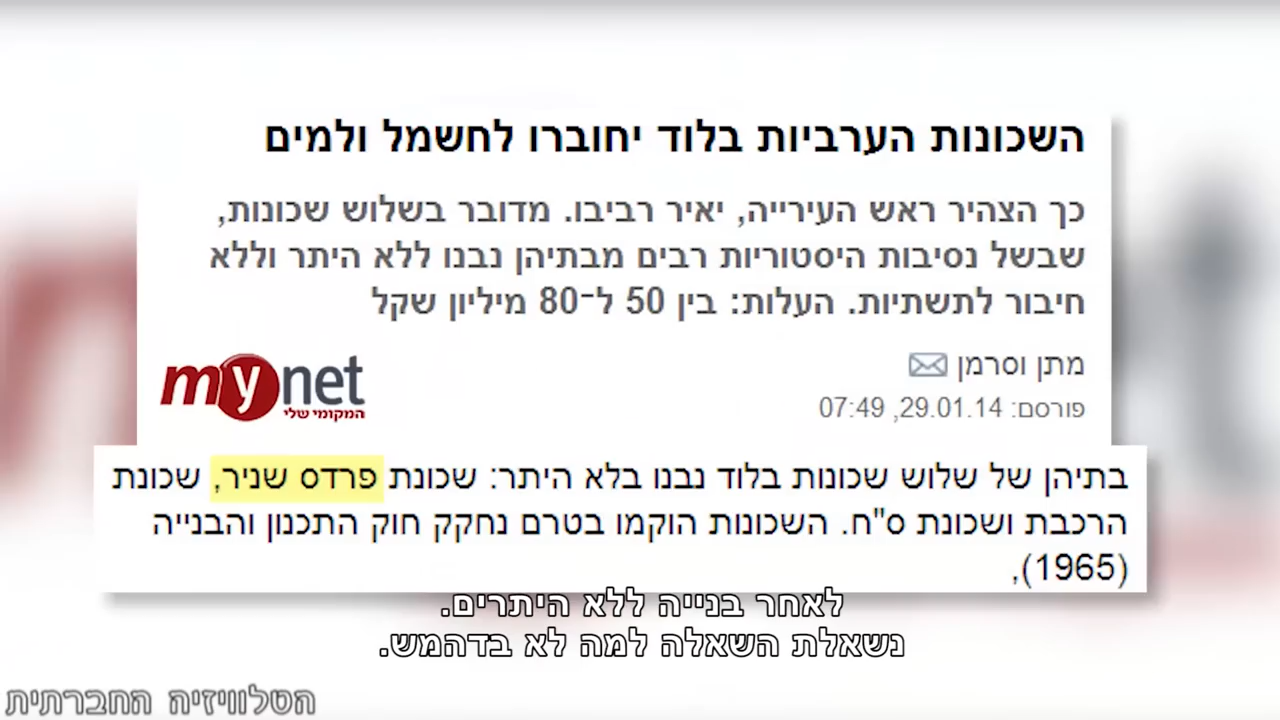 השכונות הערביות בלוד יחוברו לחשמל ולמים
כך הצהיר ראש העירייה, יאיר רביבו. מדובר בשלוש שכונות,
שבשל נסיבות היסטוריות רבים מבתיהן נבנו ללא היתר וללא
חיבור לתשתיות. העלות: בין 50 ל־80 מיליון שקל
מתן וסרמן
פורסם: 29.01.14, 07:49
mynet
המקומי שלי
בתיהן של שלוש שכונות בלוד נבנו בלא היתר: שכונת פרדס שניר, שכונת
הרכבת ושכונת ס"ח. השכונות הוקמו בטרם נחקק חוק התכנון והבנייה
(1965),
לאחר בנייה ללא היתרים.
נשאלת השאלה למה לא בדהמש.
הטלוויזיה החברתית